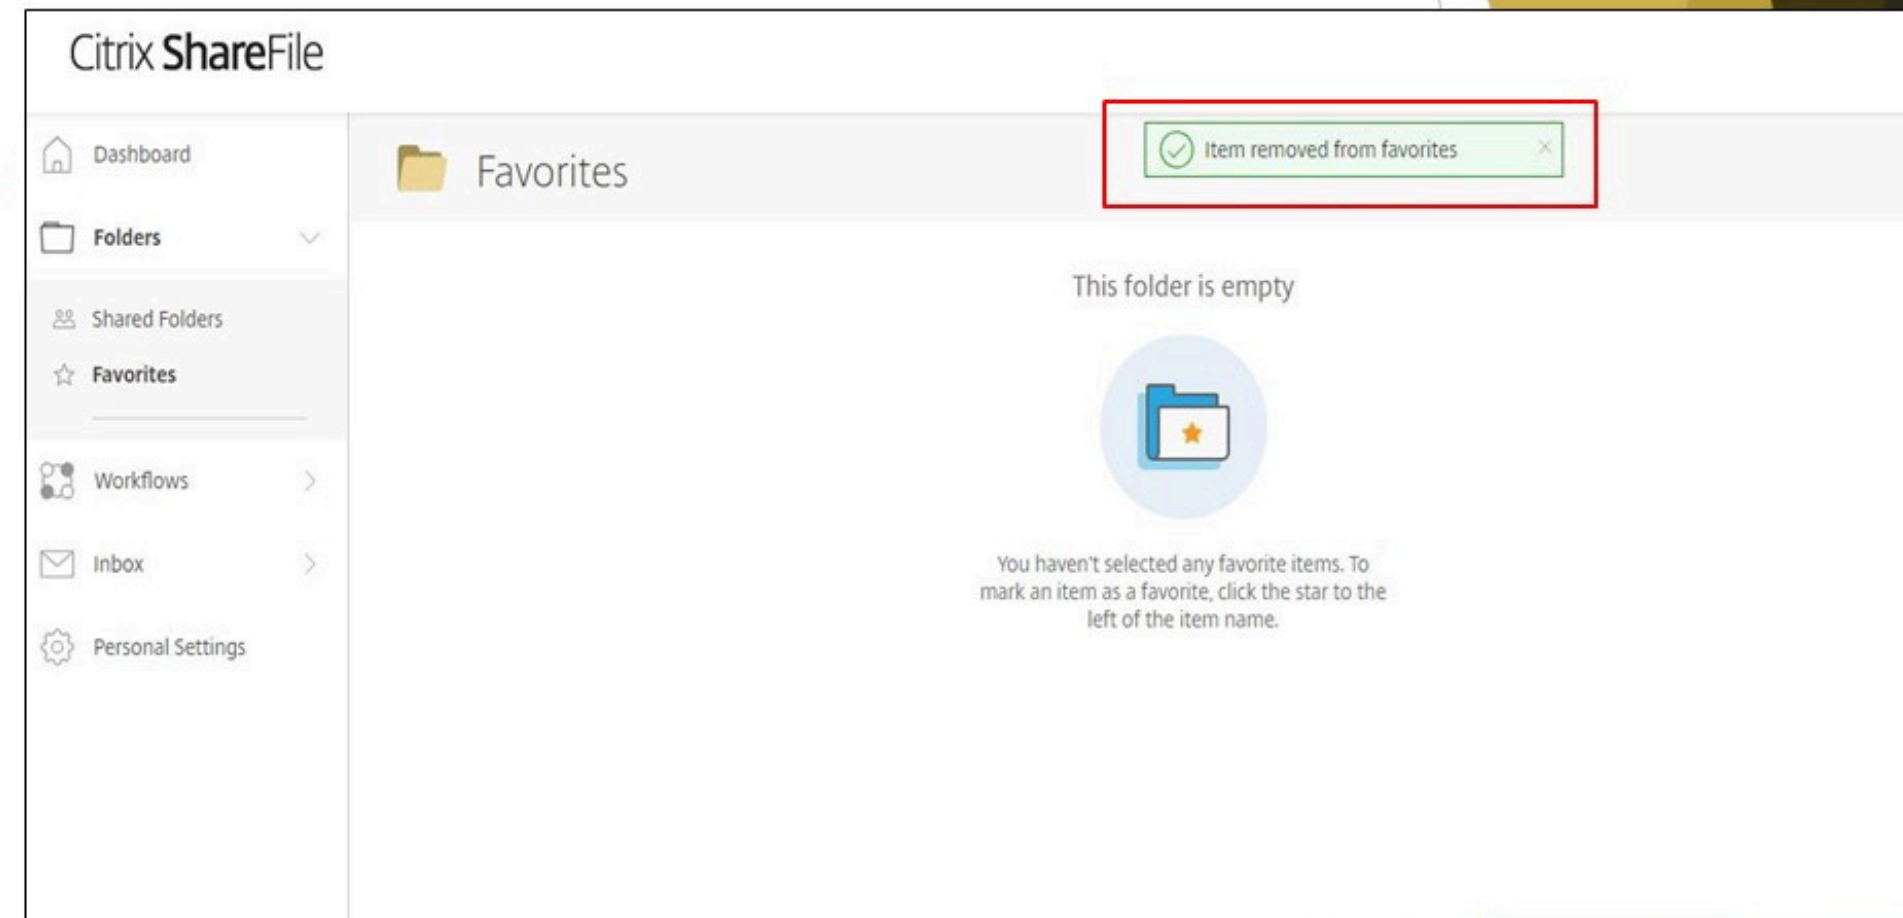 Citrix ShareFile
Dashboard
Folders
Shared Folders
Favorites
Workflows
Inbox
Personal Settings
Favorites
Item removed from favorites
This folder is empty
You haven't selected any favorite items. To
mark an item as a favorite, click the star to the
left of the item name.